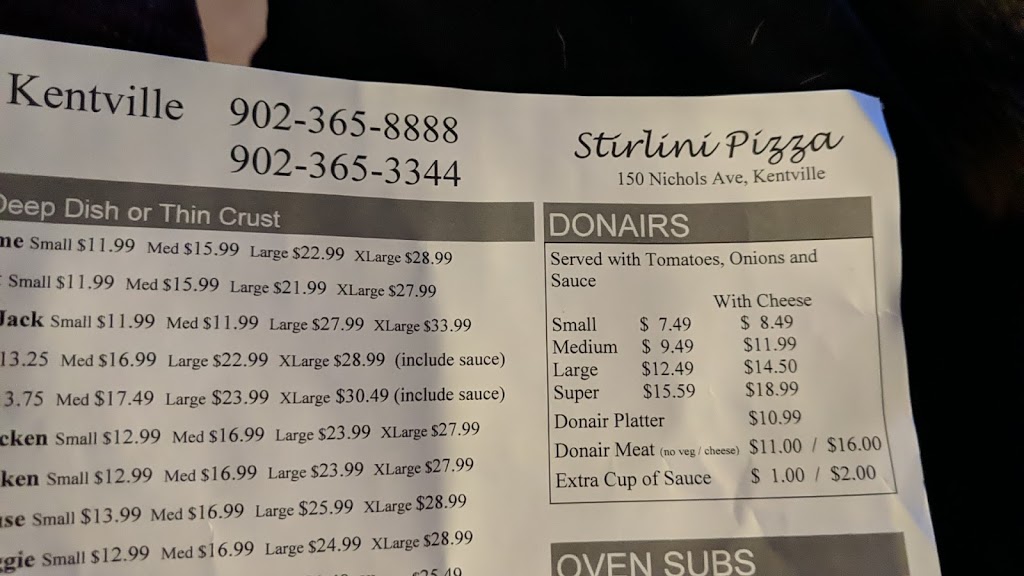 Kentville
902-365-8888
902-365-3344
Deep Dish or Thin Crust
Small $11.99 Med $15.99 Large $22.99 XLarge $28.99
Small $11.99 Med $15.99 Large $21.99 XLarge $27.99
Jack Small $11.99 Med $11.99 Large $27.99 XLarge $33.99
13.25 Med $16.99 Large $22.99 XLarge $28.99 (include sauce)
3.75 Med $17.49 Large $23.99 XLarge $30.49 (include sauce)
cken Small $12.99 Med $16.99 Large $23.99 XLarge $27.99
ken Small $12.99 Med $16.99 Large $23.99 XLarge $27.99
Small $13.99 Med $16.99 Large $25.99 XLarge $28.99
ggie Small $12.99 Med $16.99 Large $24.99 XLarge $28.99
Stirlini Pizza
150 Nichols Ave, Kentville
DONAIRS
Served with Tomatoes, Onions and
Sauce
With Cheese
Small $ 7.49 $ 8.49
Medium $ 9.49 $11.99
Large $12.49 $14.50
Super $15.59 $18.99
Donair Platter $10.99
Donair Meat (no veg / cheese) $11.00 / $16.00
Extra Cup of Sauce $ 1.00 / $2.00
OVEN SUBS